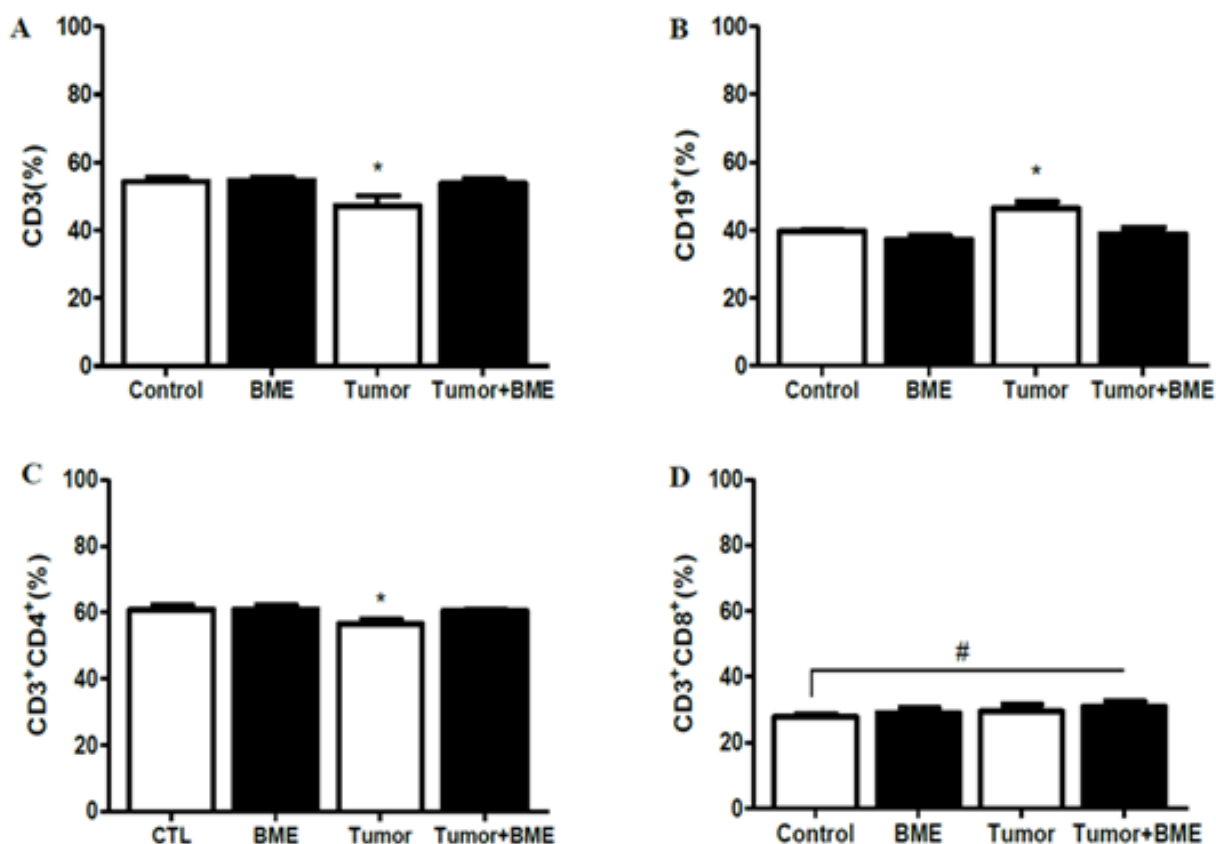 A
CD3(%)
100
80
60
40
20
0
*
Control BME Tumor Tumor+BME
B
CD19⁺(%)
100
80
60
40
20
0
*
Control BME Tumor Tumor+BME
C
CD3⁺CD4⁺(%)
100
80
60
40
20
0
*
CTL BME Tumor Tumor+BME
D
CD3⁺CD8⁺(%)
100
80
60
40
20
0
#
Control BME Tumor Tumor+BME